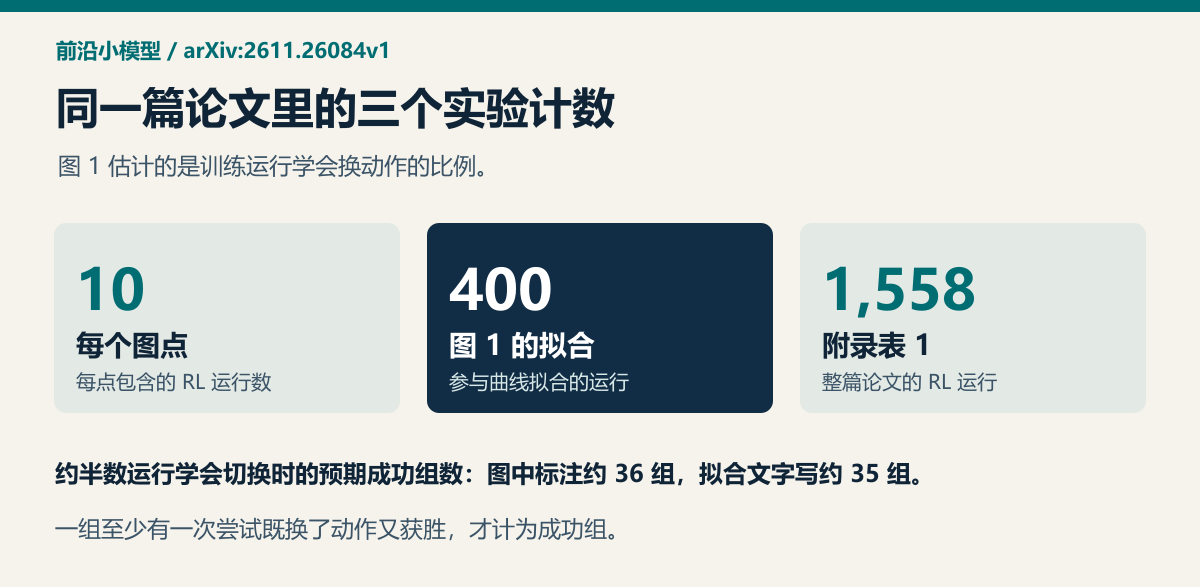 前沿小模型 / arXiv:2611.26084v1
同一篇论文里的三个实验计数
图 1 估计的是训练运行学会换动作的比例。
10
每个图点
每点包含的 RL 运行数
400
图 1 的拟合
参与曲线拟合的运行
1,558
附录表 1
整篇论文的 RL 运行
约半数运行学会切换时的预期成功组数：图中标注约 36 组，拟合文字写约 35 组。
一组至少有一次尝试既换了动作又获胜，才计为成功组。